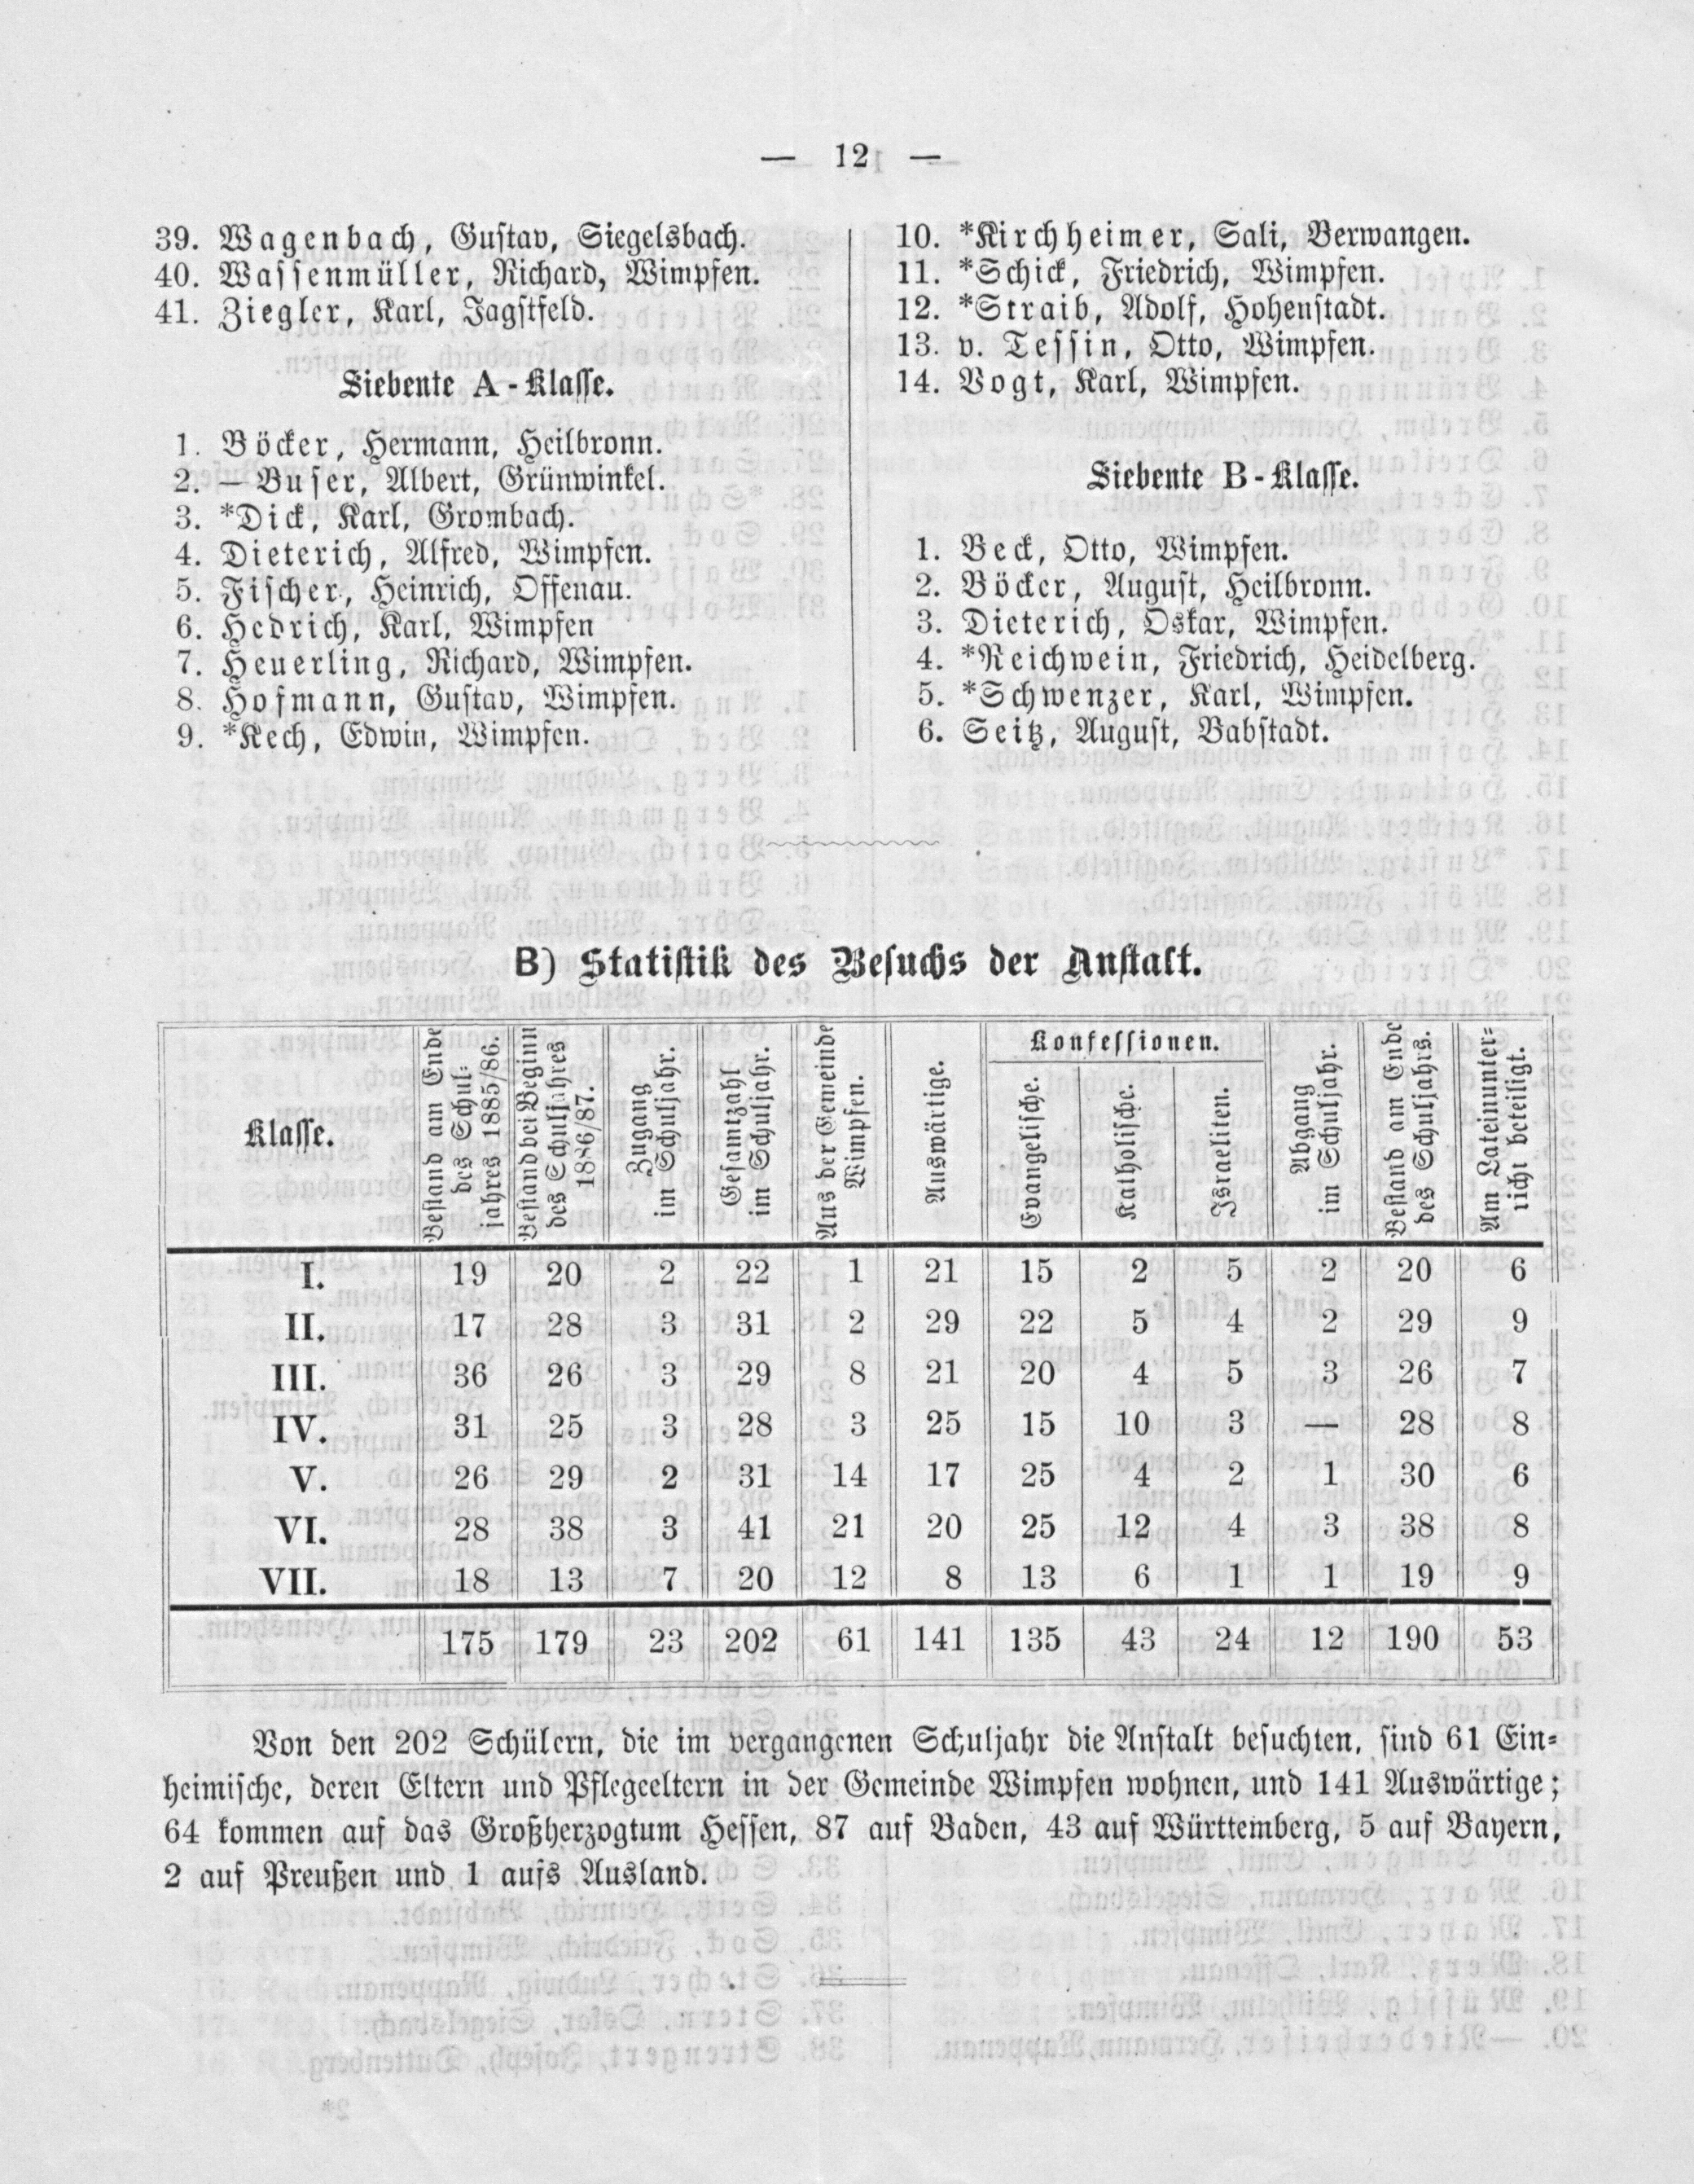 — 12 —
39. Wagenbach, Gustav, Siegelsbach.
40. Wassenmüller, Richard, Wimpfen.
41. Ziegler, Karl, Jagstfeld.
Siebente A-Klasse.
1. Böcker, Hermann, Heilbronn.
2. — Buser, Albert, Grünwinkel.
3. *Dick, Karl, Grombach.
4. Dieterich, Alfred, Wimpfen.
5. Fischer, Heinrich, Offenau.
6. Hedrich, Karl, Wimpfen
7. Heuerling, Richard, Wimpfen.
8. Hofmann, Gustav, Wimpfen.
9. *Kech, Edwin, Wimpfen.
10. *Kirchheimer, Sali, Berwangen.
11. *Schick, Friedrich, Wimpfen.
12. *Straib, Adolf, Hohenstadt.
13. v. Tessin, Otto, Wimpfen.
14. Vogt, Karl, Wimpfen.
Siebente B-Klasse.
1. Beck, Otto, Wimpfen.
2. Böcker, August, Heilbronn.
3. Dieterich, Oskar, Wimpfen.
4. *Reichwein, Friedrich, Heidelberg.
5. *Schwenzer, Karl, Wimpfen.
6. Seitz, August, Babstadt.
B) Statistik des Besuchs der Anstalt.
Klasse.
Bestand am Ende
des Schul-
jahres 1885/86.
Bestand bei Beginn
des Schuljahres
1886/87.
Zugang
im Schuljahr.
Gesamtzahl
im Schuljahr.
Aus der Gemeinde
Wimpfen.
Auswärtige.
Konfessionen.
Evangelische.
Katholische.
Israeliten.
Abgang
im Schuljahr.
Bestand am Ende
des Schuljahrs.
Am Lateinunter-
richt beteiligt.
I. 19 20 2 22 1 21 15 2 5 2 20 6
II. 17 28 3 31 2 29 22 5 4 2 29 9
III. 36 26 3 29 8 21 20 4 5 3 26 7
IV. 31 25 3 28 3 25 15 10 3 — 28 8
V. 26 29 2 31 14 17 25 4 2 1 30 6
VI. 28 38 3 41 21 20 25 12 4 3 38 8
VII. 18 13 7 20 12 8 13 6 1 1 19 9
175 179 23 202 61 141 135 43 24 12 190 53
Von den 202 Schülern, die im vergangenen Schuljahr die Anstalt besuchten, sind 61 Ein-
heimische, deren Eltern und Pflegeeltern in der Gemeinde Wimpfen wohnen, und 141 Auswärtige;
64 kommen auf das Großherzogtum Hessen, 87 auf Baden, 43 auf Württemberg, 5 auf Bayern,
2 auf Preußen und 1 aufs Ausland.